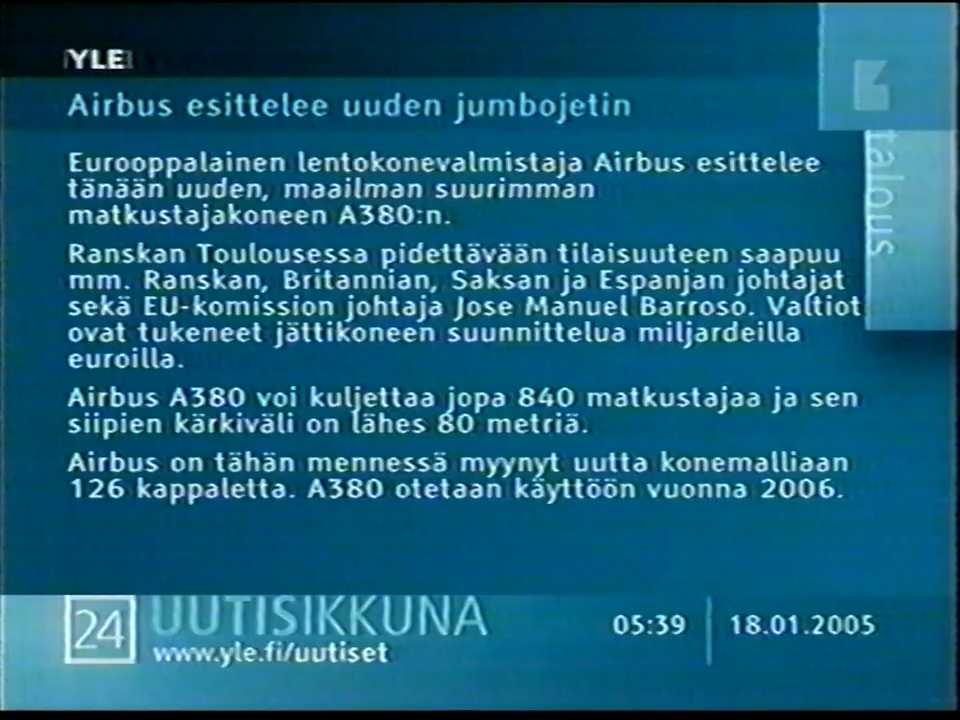 YLE
Airbus esittelee uuden jumbojetin
talous
Eurooppalainen lentokonevalmistaja Airbus esittelee
tänään uuden, maailman suurimman
matkustajakoneen A380:n.
Ranskan Toulousessa pidettävään tilaisuuteen saapuu
mm. Ranskan, Britannian, Saksan ja Espanjan johtajat
sekä EU-komission johtaja Jose Manuel Barroso. Valtiot
ovat tukeneet jättikoneen suunnittelua miljardeilla
euroilla.
Airbus A380 voi kuljettaa jopa 840 matkustajaa ja sen
siipien kärkiväli on lähes 80 metriä.
Airbus on tähän mennessä myynyt uutta konemalliaan
126 kappaletta. A380 otetaan käyttöön vuonna 2006.
24 UUTISIKKUNA
www.yle.fi/uutiset
05:39 18.01.2005